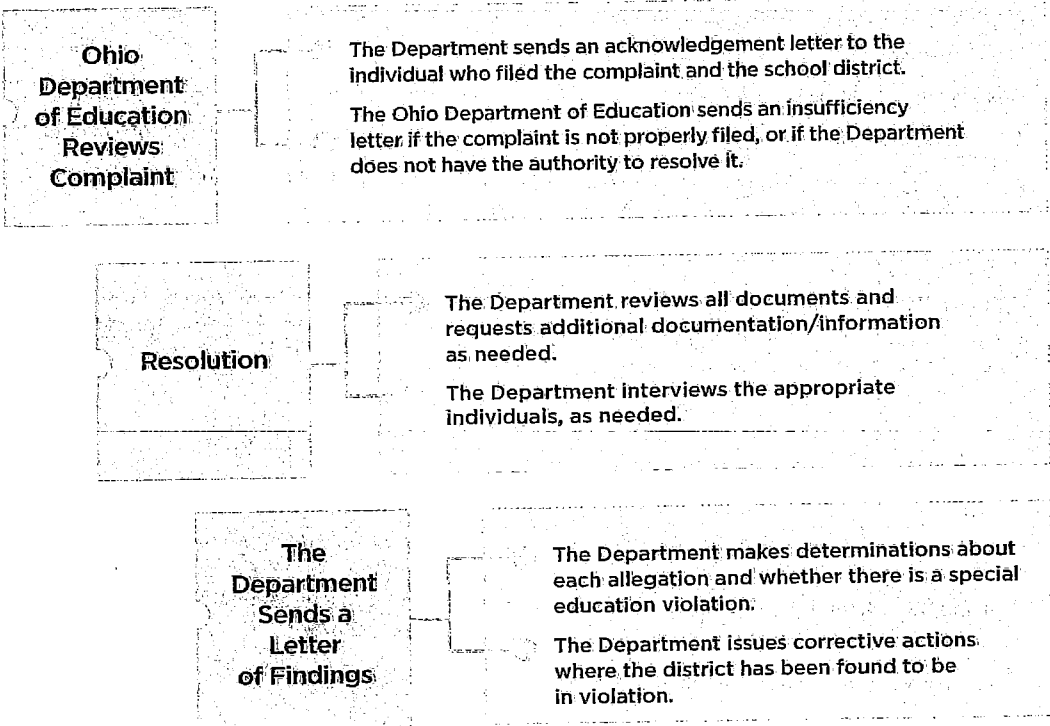 Ohio
Department
of Education
Reviews
Complaint
The Department sends an acknowledgement letter to the
individual who filed the complaint and the school district.
The Ohio Department of Education sends an insufficiency
letter if the complaint is not properly filed, or if the Department
does not have the authority to resolve it.
Resolution
The Department reviews all documents and
requests additional documentation/information
as needed.
The Department interviews the appropriate
individuals, as needed.
The
Department
Sends a
Letter
of Findings
The Department makes determinations about
each allegation and whether there is a special
education violation.
The Department issues corrective actions
where the district has been found to be
in violation.